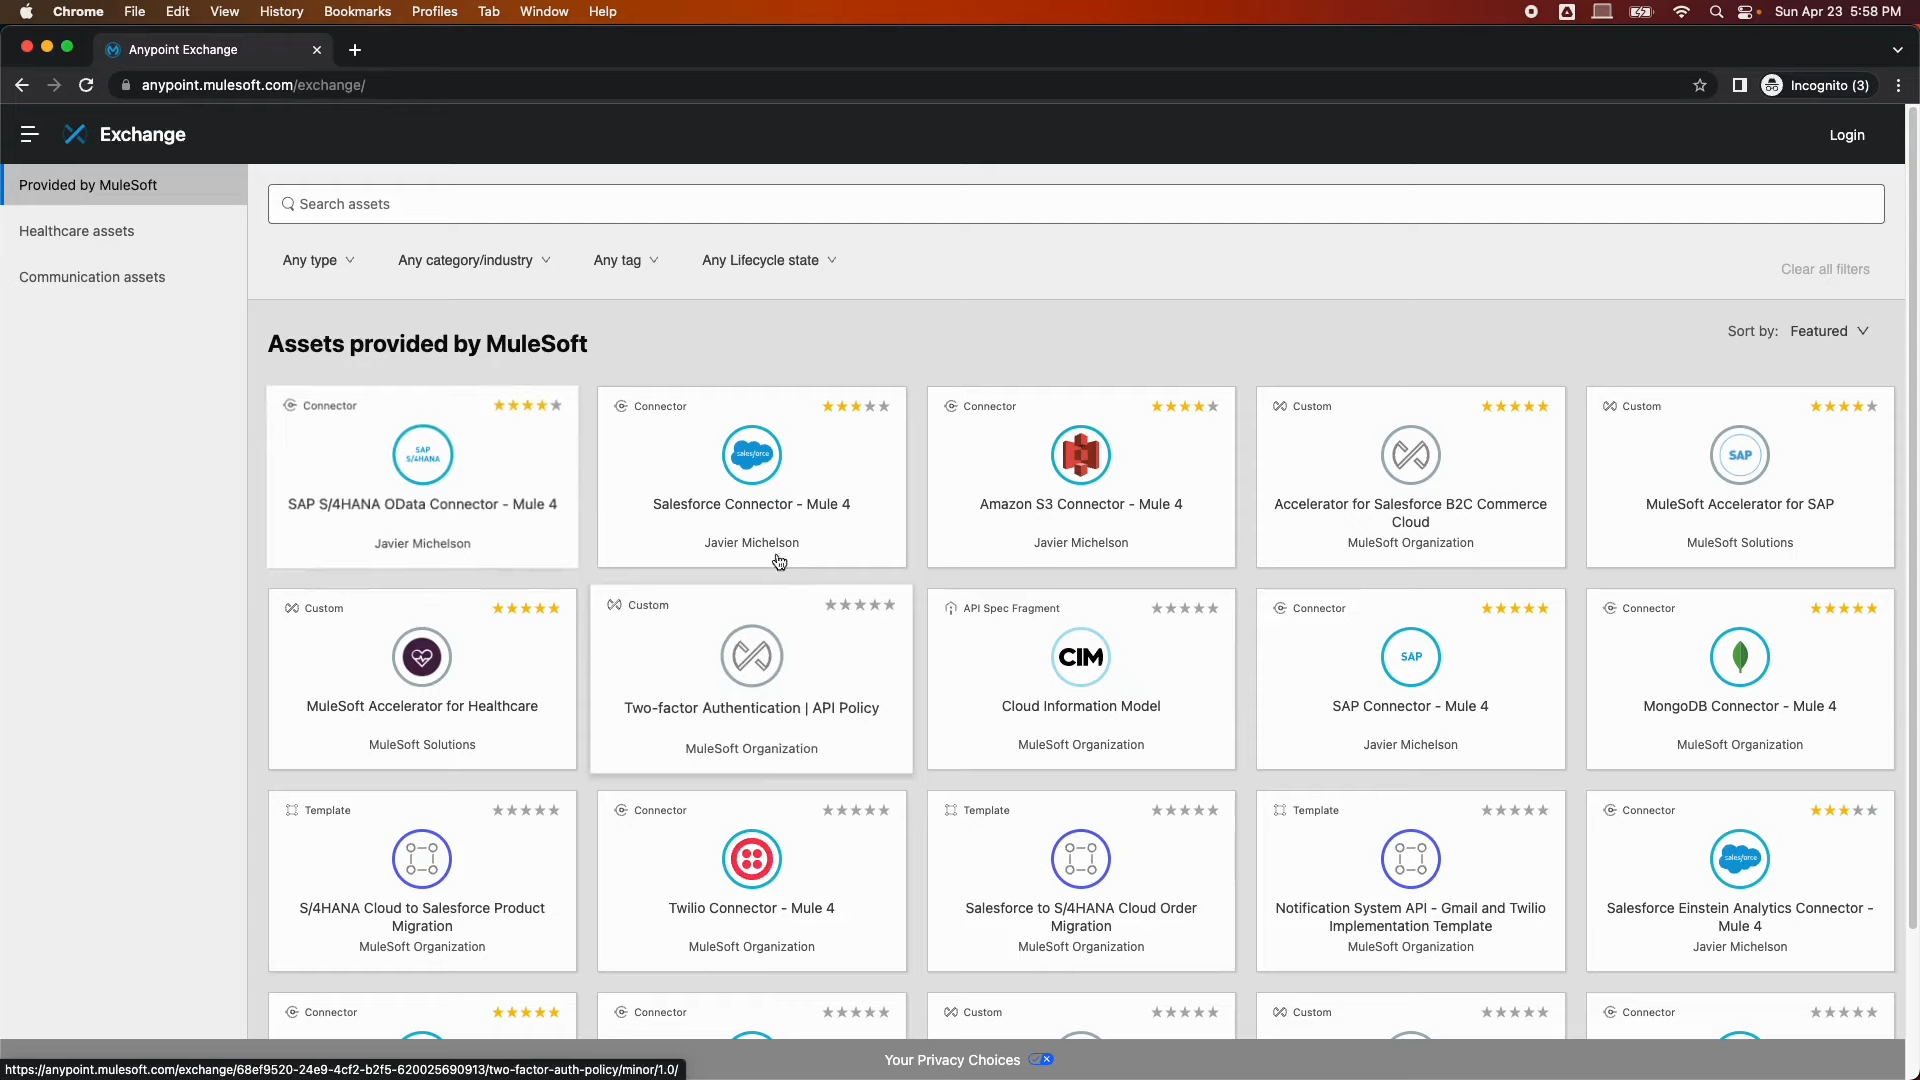 Chrome File Edit View History Bookmarks Profiles Tab Window Help Sun Apr 23 5:58 PM
Anypoint Exchange
anypoint.mulesoft.com/exchange/ Incognito (3)
Exchange Login
Provided by MuleSoft
Healthcare assets
Communication assets
Search assets
Any type Any category/industry Any tag Any Lifecycle state Clear all filters
Assets provided by MuleSoft Sort by: Featured
Connector
SAP S/4HANA
SAP S/4HANA OData Connector - Mule 4
Javier Michelson
Connector
salesforce
Salesforce Connector - Mule 4
Javier Michelson
Connector
Amazon S3 Connector - Mule 4
Javier Michelson
Custom
Accelerator for Salesforce B2C Commerce
Cloud
MuleSoft Organization
Custom
SAP
MuleSoft Accelerator for SAP
MuleSoft Solutions
Custom
MuleSoft Accelerator for Healthcare
MuleSoft Solutions
Custom
Two-factor Authentication | API Policy
MuleSoft Organization
API Spec Fragment
CIM
Cloud Information Model
MuleSoft Organization
Connector
SAP
SAP Connector - Mule 4
Javier Michelson
Connector
MongoDB Connector - Mule 4
MuleSoft Organization
Template
S/4HANA Cloud to Salesforce Product
Migration
MuleSoft Organization
Connector
Twilio Connector - Mule 4
MuleSoft Organization
Template
Salesforce to S/4HANA Cloud Order
Migration
MuleSoft Organization
Template
Notification System API - Gmail and Twilio
Implementation Template
MuleSoft Organization
Connector
salesforce
Salesforce Einstein Analytics Connector -
Mule 4
Javier Michelson
Connector
Connector
Custom
Custom
Connector
Your Privacy Choices
https://anypoint.mulesoft.com/exchange/68ef9520-24e9-4cf2-b2f5-620025690913/two-factor-auth-policy/minor/1.0/